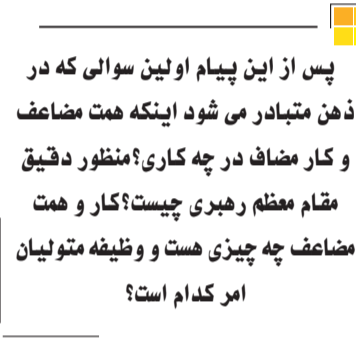 پس از این پیام اولین سوالی که در
ذهن متبادر می شود اینکه همت مضاعف
و کار مضاف در چه کاری؟منظور دقیق
مقام معظم رهبری چیست؟کار و همت
مضاعف چه چیزی هست و وظیفه متولیان
امر کدام است؟